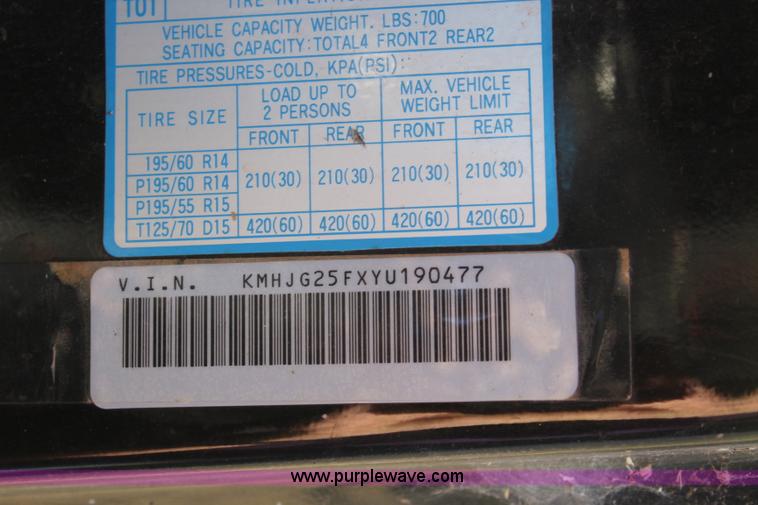 T01 TIRE
VEHICLE CAPACITY WEIGHT. LBS:700
SEATING CAPACITY:TOTAL4 FRONT2 REAR2
TIRE PRESSURES-COLD, KPA(PSI):
TIRE SIZE LOAD UP TO 2 PERSONS MAX. VEHICLE WEIGHT LIMIT
FRONT REAR FRONT REAR
195/60 R14
P195/60 R14 210(30) 210(30) 210(30) 210(30)
P195/55 R15
T125/70 D15 420(60) 420(60) 420(60) 420(60)
V.I.N. KMHJG25FXYU190477
www.purplewave.com